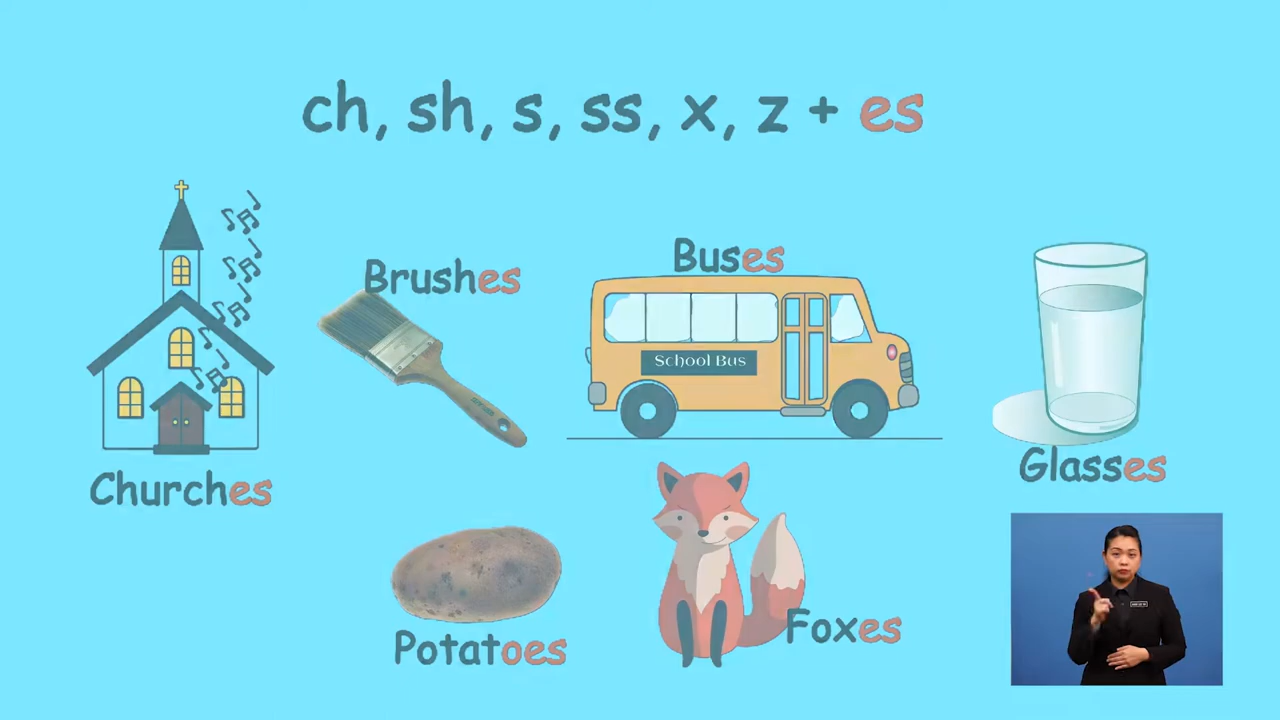 ch, sh, s, ss, x, z + es
Brushes
Buses
School Bus
Churches
Glasses
Potatoes
Foxes